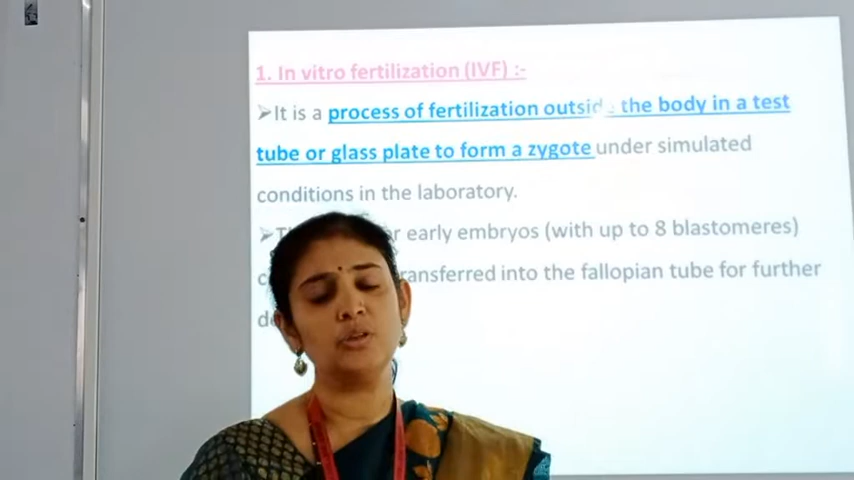 1. In vitro fertilization (IVF) :-
➢It is a process of fertilization outside the body in a test
tube or glass plate to form a zygote under simulated
conditions in the laboratory.
➢ early embryos (with up to 8 blastomeres)
transferred into the fallopian tube for further